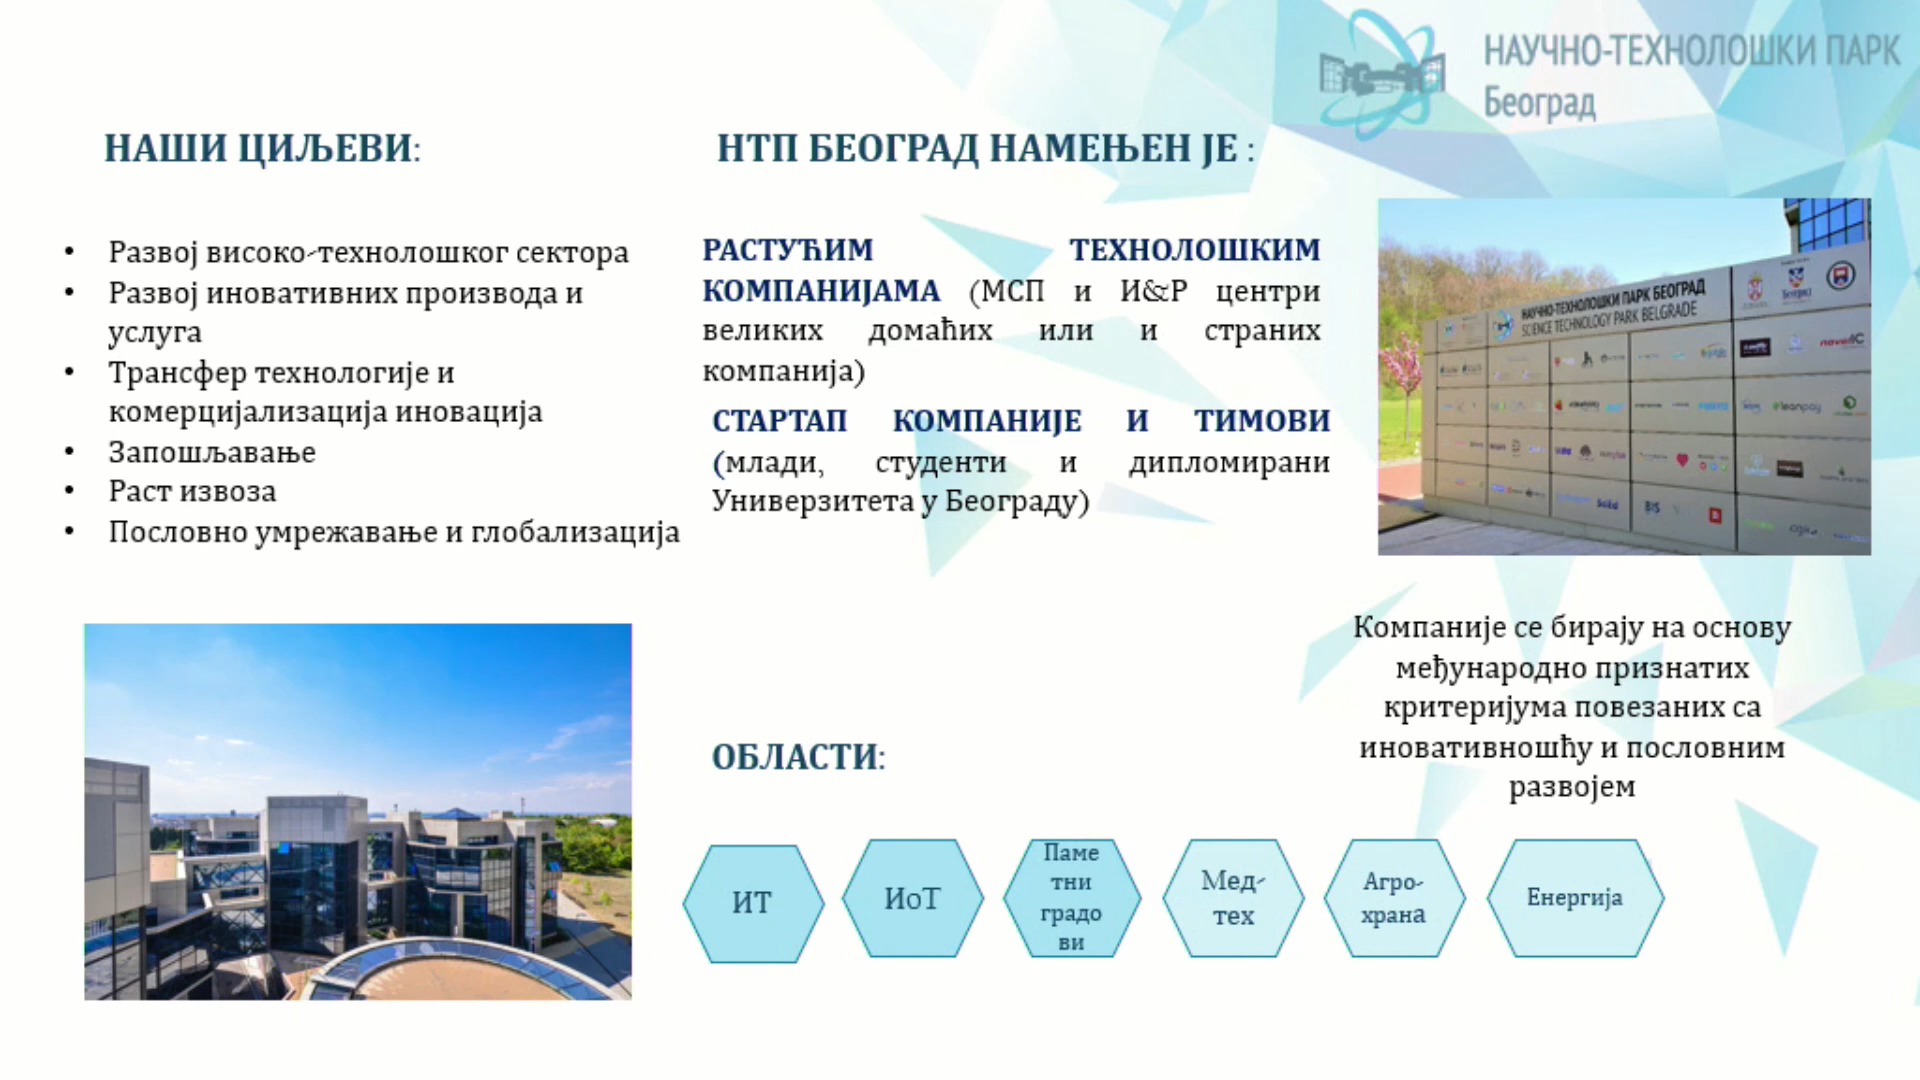 НАУЧНО-ТЕХНОЛОШКИ ПАРК
Београд
НАШИ ЦИЉЕВИ:
• Развој високо-технолошког сектора
• Развој иновативних производа и
услуга
• Трансфер технологије и
комерцијализација иновација
• Запошљавање
• Раст извоза
• Пословно умрежавање и глобализација
НТП БЕОГРАД НАМЕЊЕН ЈЕ :
РАСТУЋИМ ТЕХНОЛОШКИМ
КОМПАНИЈАМА (МСП и И&Р центри
великих домаћих или и страних
компанија)
СТАРТАП КОМПАНИЈЕ И ТИМОВИ
(млади, студенти и дипломирани
Универзитета у Београду)
НАУЧНО-ТЕХНОЛОШКИ ПАРК БЕОГРАД
SCIENCE TECHNOLOGY PARK BELGRADE
Београд
novelIC
leanpay
BIS
Компаније се бирају на основу
међународно признатих
критеријума повезаних са
иновативношћу и пословним
развојем
ОБЛАСТИ:
ИТ
ИоТ
Паме
тни
градо
ви
Мед-
тех
Агро-
храна
Енергија